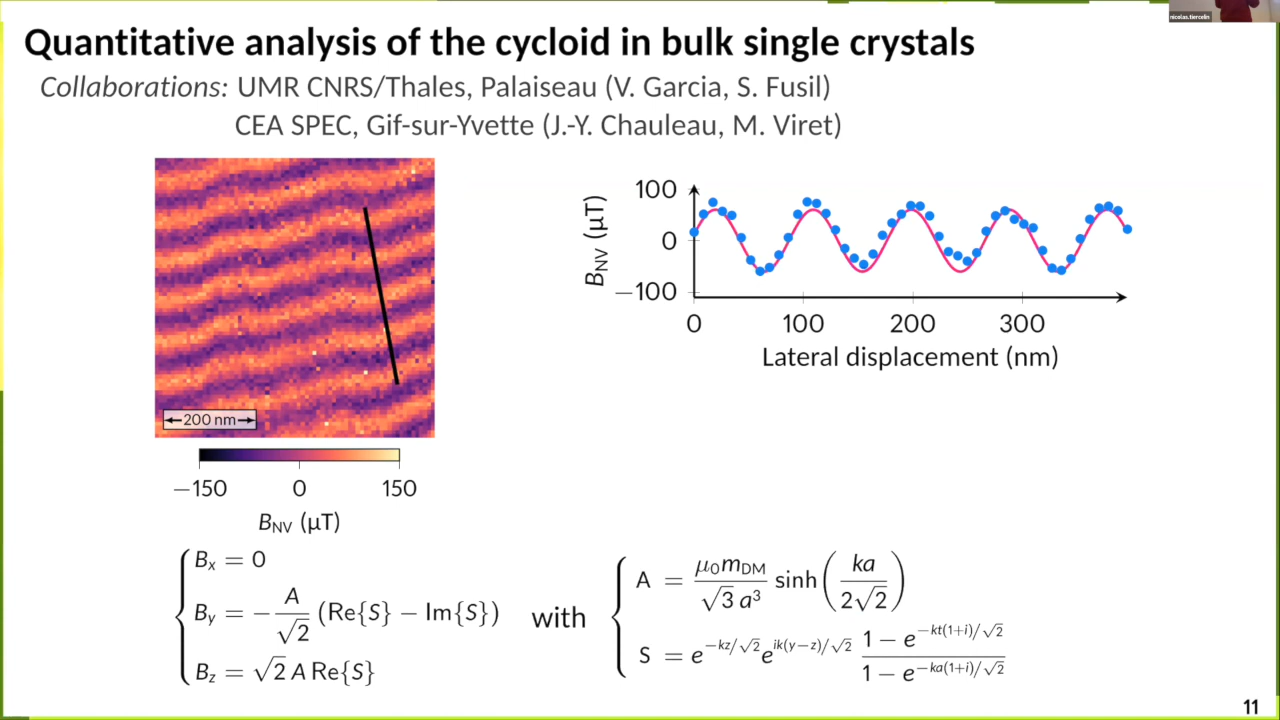 nicolas.tiercelin
Quantitative analysis of the cycloid in bulk single crystals
Collaborations: UMR CNRS/Thales, Palaiseau (V. Garcia, S. Fusil)
CEA SPEC, Gif-sur-Yvette (J.-Y. Chauleau, M. Viret)
200 nm
−150 0 150
B_NV (µT)
B_NV (µT)
100
0
−100
0 100 200 300
Lateral displacement (nm)
B_x = 0
B_y = −A/√2 (Re{S} − Im{S})
B_z = √2 A Re{S}
with
A = μ₀m_DM/(√3 a³) sinh(ka/(2√2))
S = e^{−kz/√2} e^{ik(y−z)/√2} (1 − e^{−kt(1+i)/√2})/(1 − e^{−ka(1+i)/√2})
11